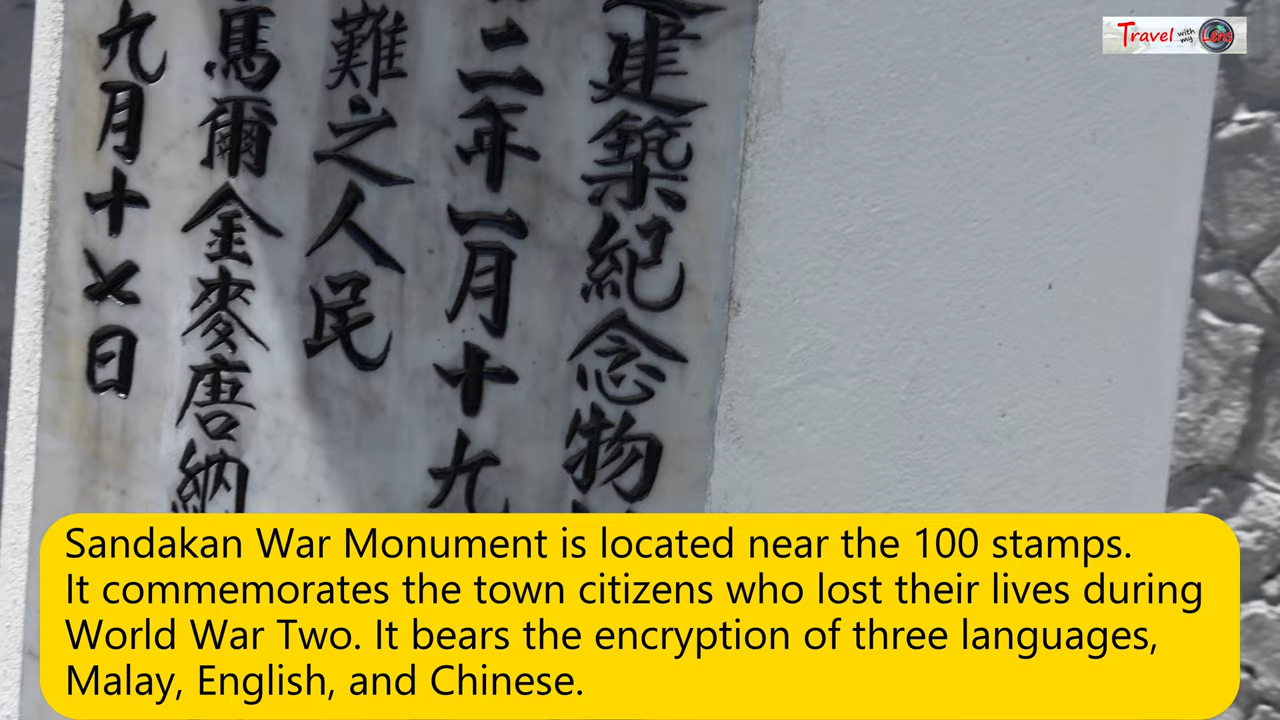 建築紀念物
二年一月十九
難之人民
馬爾金麥唐納
九月十七日
Travel with my Lens
Sandakan War Monument is located near the 100 stamps.
It commemorates the town citizens who lost their lives during
World War Two. It bears the encryption of three languages,
Malay, English, and Chinese.